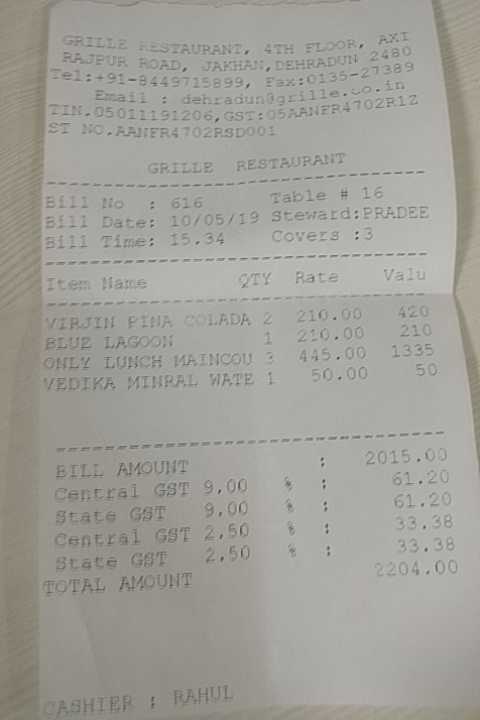 GRILLE RESTAURANT, 4TH FLOOR, AXI
RAJPUR ROAD, JAKHAN,DEHRADUN 2480
Tel:+91-8449715899, Fax:0135-27389
Email : dehradun@grille.co.in
TIN.05011191206,GST:05AANFR4702R1Z
ST NO.AANFR4702RSD001
GRILLE RESTAURANT
Bill No : 616 Table # 16
Bill Date: 10/05/19 Steward:PRADEE
Bill Time: 15.34 Covers :3
Item Name QTY Rate Valu
VIRJIN PINA COLADA 2 210.00 420
BLUE LAGOON 1 210.00 210
ONLY LUNCH MAINCOU 3 445.00 1335
VEDIKA MINRAL WATE 1 50.00 50
BILL AMOUNT : 2015.00
Central GST 9.00 % : 61.20
State GST 9.00 % : 61.20
Central GST 2.50 % : 33.38
State GST 2.50 % : 33.38
TOTAL AMOUNT 2204.00
CASHIER : RAHUL